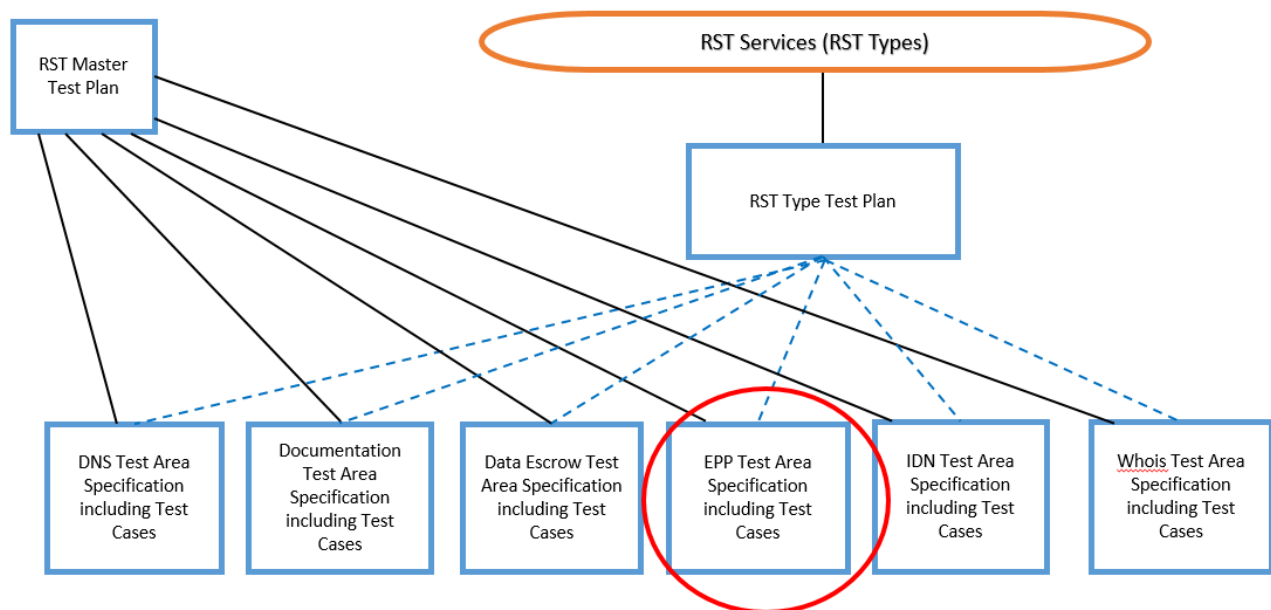 RST Services (RST Types)
RST Master
Test Plan
RST Type Test Plan
DNS Test Area
Specification
including Test
Cases
Documentation
Test Area
Specification
including Test
Cases
Data Escrow Test
Area Specification
including Test
Cases
EPP Test Area
Specification
including Test
Cases
IDN Test Area
Specification
including Test
Cases
Whois Test Area
Specification
including Test
Cases